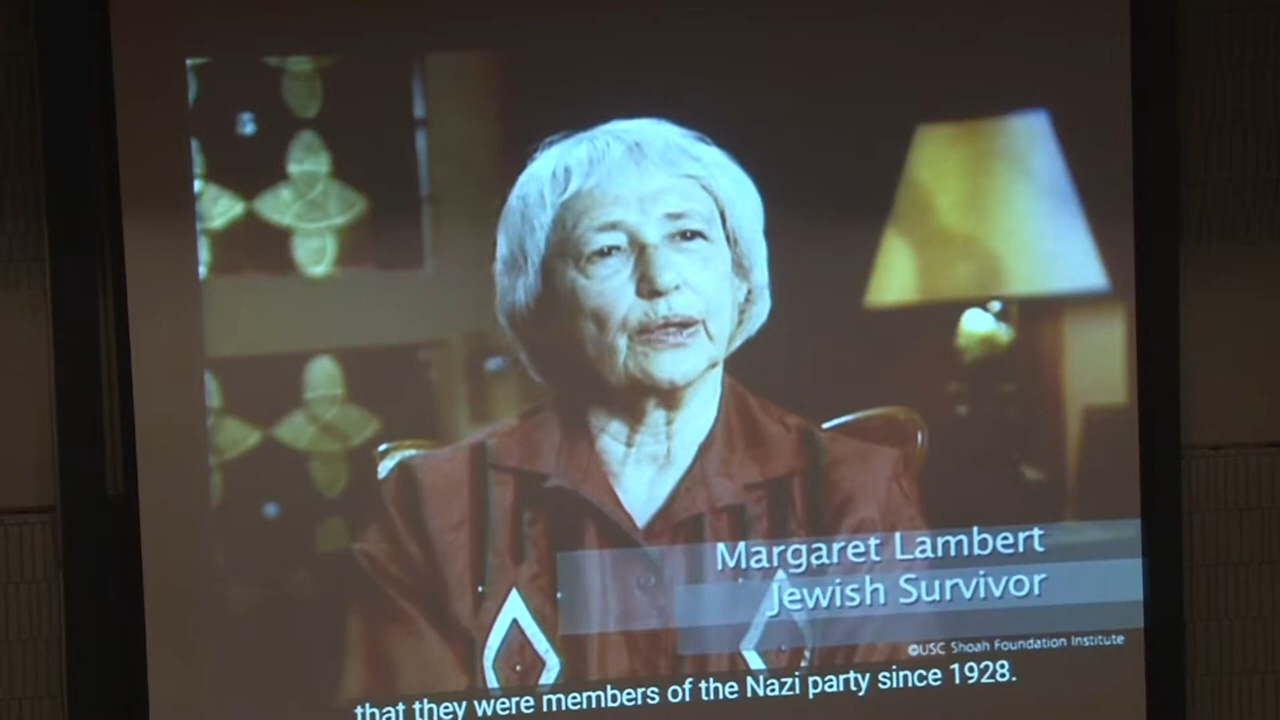 Margaret Lambert
Jewish Survivor
©USC Shoah Foundation Institute
that they were members of the Nazi party since 1928.